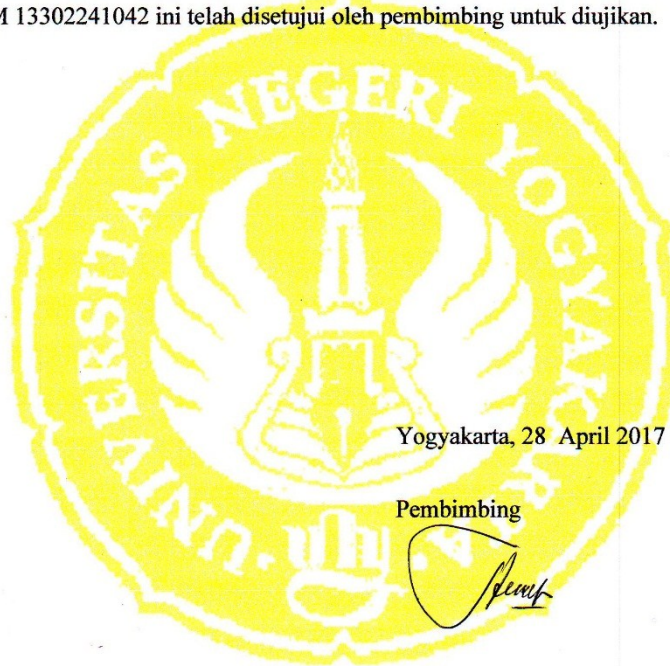 13302241042 ini telah disetujui oleh pembimbing untuk diujikan.
UNIVERSITAS NEGERI YOGYAKARTA
Yogyakarta, 28 April 2017
Pembimbing